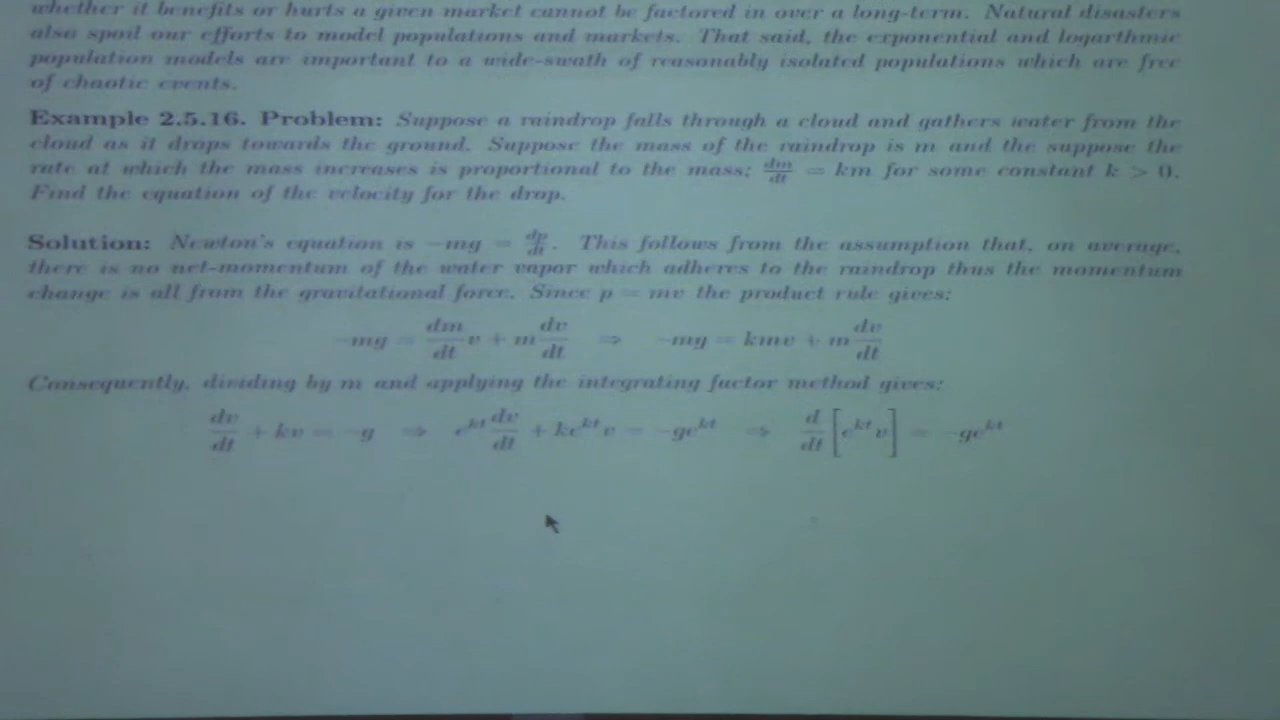 whether it benefits or hurts a given market cannot be factored in over a long-term. Natural disasters
also spoil our efforts to model populations and markets. That said, the exponential and logarthmic
population models are important to a wide-swath of reasonably isolated populations which are free
of chaotic events.
Example 2.5.16. Problem: Suppose a raindrop falls through a cloud and gathers water from the
cloud as it drops towards the ground. Suppose the mass of the raindrop is m and the suppose the
rate at which the mass increases is proportional to the mass; dm/dt = km for some constant k > 0.
Find the equation of the velocity for the drop.
Solution: Newton's equation is −mg = dp/dt. This follows from the assumption that, on average,
there is no net-momentum of the water vapor which adheres to the raindrop thus the momentum
change is all from the gravitational force. Since p = mv the product rule gives:
−mg = dm/dt v + m dv/dt ⇒ −mg = kmv + m dv/dt
Consequently, dividing by m and applying the integrating factor method gives:
dv/dt + kv = −g ⇒ e^{kt} dv/dt + ke^{kt} v = −ge^{kt} ⇒ d/dt [e^{kt} v] = −ge^{kt}